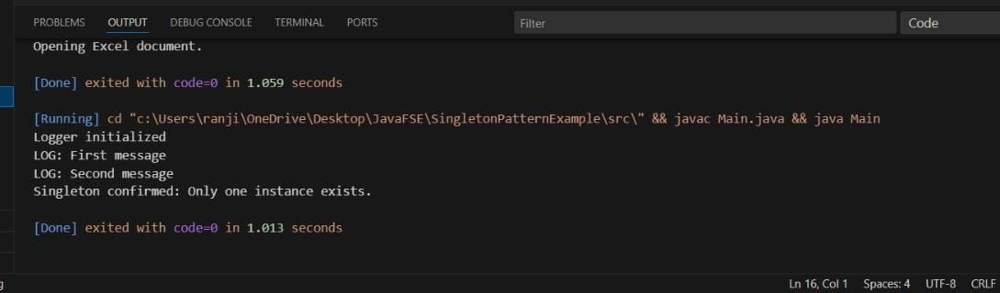 PROBLEMS OUTPUT DEBUG CONSOLE TERMINAL PORTS Filter Code
Opening Excel document.
[Done] exited with code=0 in 1.059 seconds
[Running] cd "c:\Users\ranji\OneDrive\Desktop\JavaFSE\SingletonPatternExample\src\" && javac Main.java && java Main
Logger initialized
LOG: First message
LOG: Second message
Singleton confirmed: Only one instance exists.
[Done] exited with code=0 in 1.013 seconds
Ln 16, Col 1 Spaces: 4 UTF-8 CRLF